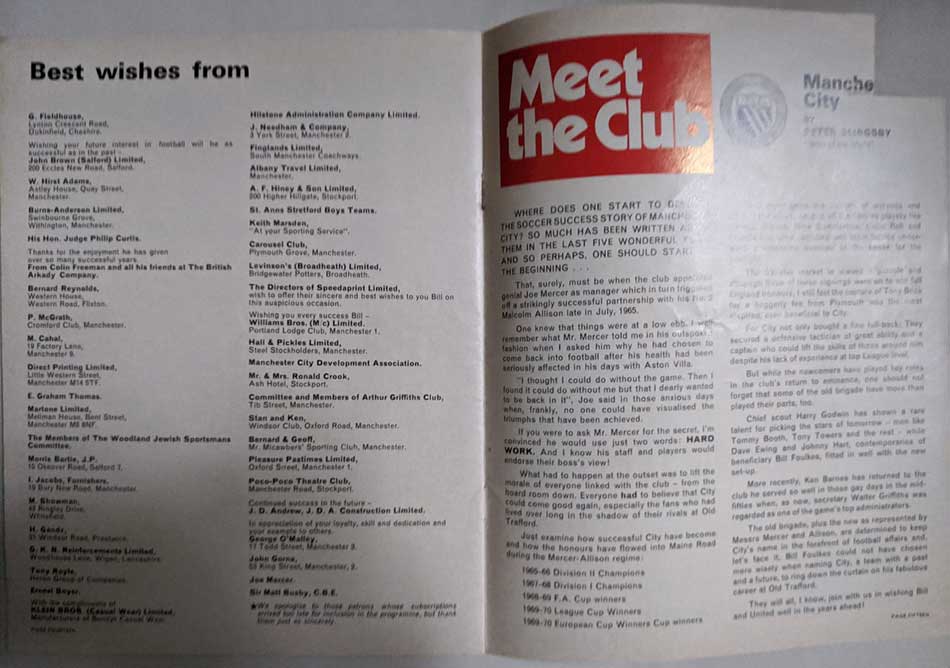 Best wishes from
G. Fieldhouse,
Lynton Crescent Road,
Dukinfield, Cheshire.
Wishing your future interest in football will be as
successful as in the past –
John Brown (Salford) Limited,
200 Eccles New Road, Salford.
W. Hirst Adams,
Astley House, Quay Street,
Manchester.
Burns-Anderson Limited,
Swinbourne Grove,
Withington, Manchester.
His Hon. Judge Philip Curtis.
Thanks for the enjoyment he has given
over so many successful years.
From Colin Freeman and all his friends at The British
Arkady Company.
Bernard Reynolds,
Western House,
Western Road, Flixton.
P. McGrath,
Cromford Club, Manchester.
M. Cahal,
19 Factory Lane,
Manchester 9.
Direct Printing Limited,
Little Western Street,
Manchester M14 5TF.
E. Graham Thomas.
Martene Limited,
Mellman House, Bent Street,
Manchester M8 8NF.
The Members of The Woodland Jewish Sportsmans
Committee.
Morris Bartle, J.P.
10 Okeover Road, Salford 7.
I. Jacobs, Furnishers,
19 Bury New Road, Manchester.
M. Showman,
Ringley Drive,
Whitefield.
Windsor Road, Prestwich.
G. K. N. Reinforcements Limited,
Woodhouse Lane, Wigan, Lancashire.
Tony Royle,
Heron Group of Companies.
Ernest Boyer.
With the compliments of
KLEIN BROS. (Casual Wear) Limited,
Manufacturers of Casual Wear.
PAGE FOURTEEN
Hilstone Administration Company Limited.
J. Needham & Company,
3 York Street, Manchester 2.
Finglands Limited,
South Manchester Coachways.
Albany Travel Limited,
Manchester.
A. F. Hiney & Son Limited,
200 Higher Hillgate, Stockport.
St. Anns Stretford Boys Teams.
Keith Marsden,
"At your Sporting Service".
Carousel Club,
Plymouth Grove, Manchester.
Levinson's (Broadheath) Limited,
Bridgewater Potters, Broadheath.
The Directors of Speedaprint Limited,
wish to offer their sincere and best wishes to you Bill on
this auspicious occasion.
Wishing you every success Bill –
Williams Bros. (M'c) Limited,
Portland Lodge Club, Manchester 1.
Hall & Pickles Limited,
Steel Stockholders, Manchester.
Manchester City Development Association.
Mr. & Mrs. Ronald Crook,
Ash Hotel, Stockport.
Committee and Members of Arthur Griffiths Club,
Tib Street, Manchester.
Stan and Ken,
Windsor Club, Oxford Road, Manchester.
Bernard & Geoff,
Mr. Micawbers' Sporting Club, Manchester.
Pleasure Pastimes Limited,
Oxford Street, Manchester 1.
Poco-Poco Theatre Club,
Manchester Road, Stockport.
Continued success in the future –
J. D. Andrew, J. D. A. Construction Limited.
In appreciation of your loyalty, skill and dedication and
your example to others.
George O'Malley,
Todd Street, Manchester 3.
John Gorna,
King Street, Manchester, 2.
Joe Mercer.
Sir Matt Busby, C.B.E.
★We apologise to those patrons whose subscriptions
arrived too late for inclusion in the programme, but thank
them just as sincerely.
Meet
the Club
Manche
City
BY
PETER SLINGSBY
WHERE DOES ONE START TO
THE SOCCER SUCCESS STORY OF MANCH
CITY? SO MUCH HAS BEEN WRITTEN
THEM IN THE LAST FIVE WONDERFUL
AND SO PERHAPS, ONE SHOULD START
THE BEGINNING . . .
That, surely, must be when the club appointed
genial Joe Mercer as manager which in turn triggered
off a strikingly successful partnership with his No. 2
Malcolm Allison late in July, 1965.
One knew that things were at a low ebb. I well
remember what Mr. Mercer told me in his outspoken
fashion when I asked him why he had chosen to
come back into football after his health had been
seriously affected in his days with Aston Villa.
"I thought I could do without the game. Then I
found it could do without me but that I dearly wanted
to be back in it", Joe said in those anxious days
when, frankly, no one could have visualised the
triumphs that have been achieved.
If you were to ask Mr. Mercer for the secret, I'm
convinced he would use just two words: HARD
WORK. And I know his staff and players would
endorse their boss's view!
What had to happen at the outset was to lift the
morale of everyone linked with the club – from the
board room down. Everyone had to believe that City
could come good again, especially the fans who had
lived over long in the shadow of their rivals at Old
Trafford.
Just examine how successful City have become
and how the honours have flowed into Maine Road
during the Mercer-Allison regime:
1965-66 Division II Champions
1967-68 Division I Champions
1968-69 F.A. Cup winners
1969-70 League Cup Winners
1969-70 European Cup Winners Cup winners
England honours, I still feel the capture of Tony Book
for a beggarly fee from Plymouth was the most
inspired, ever beneficial to City.
For City not only bought a fine full-back: They
secured a defensive tactician of great ability and a
captain who could lift the skills of those around him
despite his lack of experience at top League level.
But while the newcomers have played key roles
in the club's return to eminence, one should not
forget that some of the old brigade have more than
played their parts, too.
Chief scout Harry Godwin has shown a rare
talent for picking the stars of tomorrow – men like
Tommy Booth, Tony Towers and the rest – while
Dave Ewing and Johnny Hart, contemporaries of
beneficiary Bill Foulkes, fitted in well with the new
set-up.
More recently, Ken Barnes has returned to the
club he served so well in those gay days in the mid-
fifties when, as now, secretary Walter Griffiths was
regarded as one of the game's top administrators.
The old brigade, plus the new as represented by
Messrs Mercer and Allison, are determined to keep
City's name in the forefront of football affairs and,
let's face it, Bill Foulkes could not have chosen
more wisely when naming City, a team with a past
and a future, to ring down the curtain on his fabulous
career at Old Trafford.
They will all, I know, join with us in wishing Bill
and United well in the years ahead!
PAGE FIFTEEN